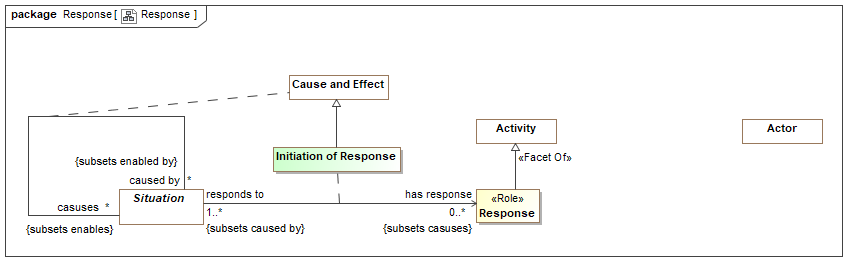 package Response [ Response ]
Cause and Effect
Initiation of Response
Activity
Actor
«Facet Of»
{subsets enabled by}
caused by *
Situation
casuses *
{subsets enables}
responds to
1..*
{subsets caused by}
has response
0..*
{subsets casuses}
«Role»
Response